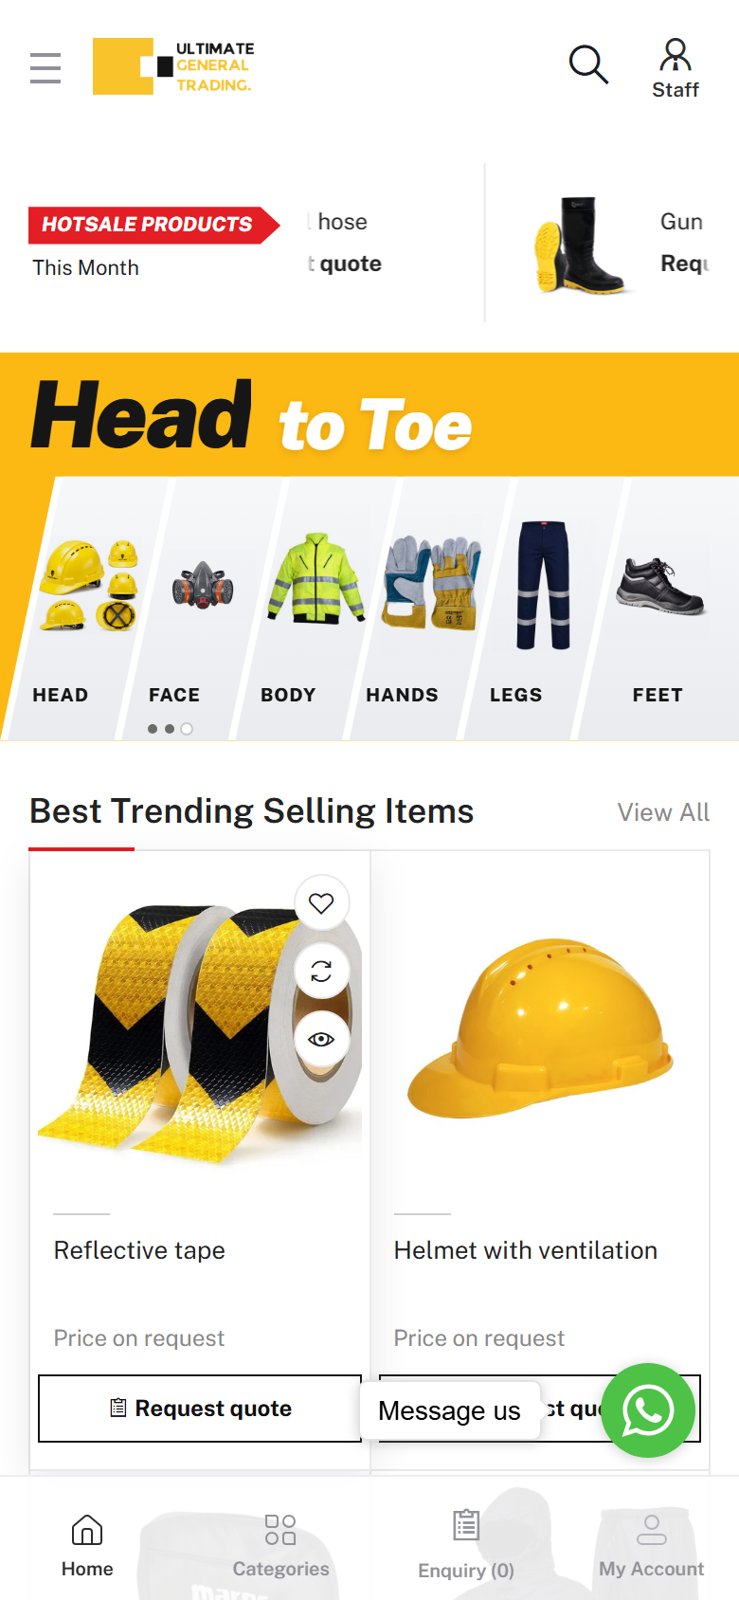 ULTIMATE
GENERAL
TRADING.
Staff
HOTSALE PRODUCTS
This Month
hose
quote
Gun
Head to Toe
HEAD
FACE
BODY
HANDS
LEGS
FEET
Best Trending Selling Items
View All
Reflective tape
Helmet with ventilation
Price on request
Price on request
Request quote
Message us
Home
Categories
Enquiry (0)
My Account